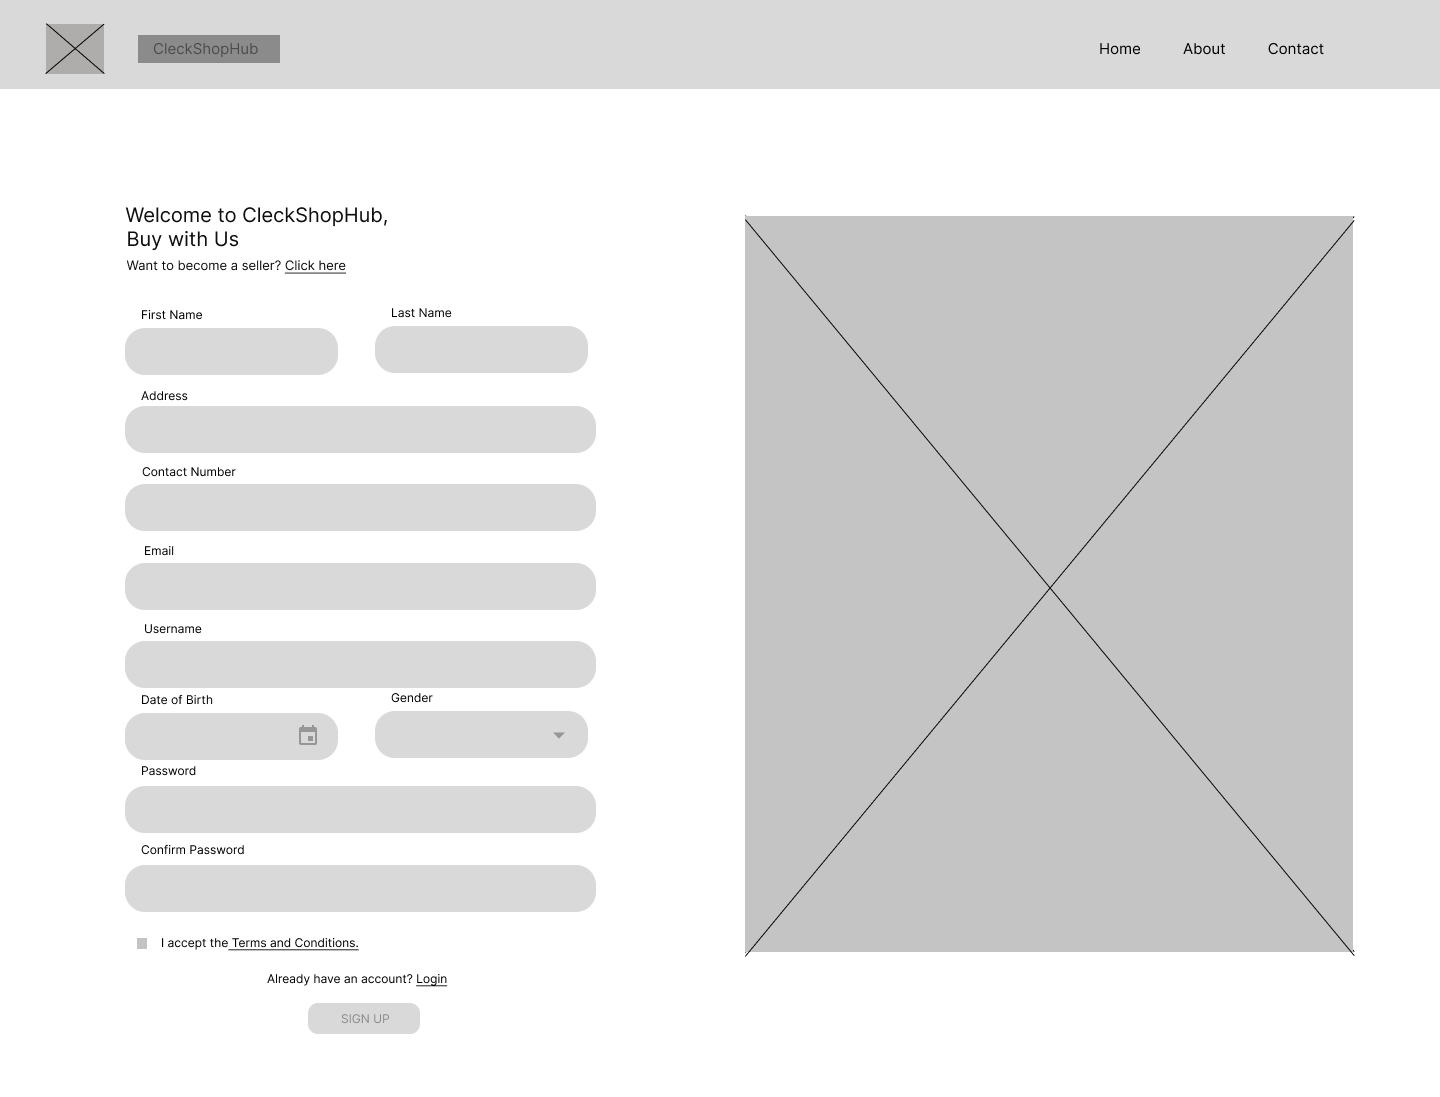 CleckShopHub
Home
About
Contact
Welcome to CleckShopHub,
Buy with Us
Want to become a seller? Click here
First Name
Last Name
Address
Contact Number
Email
Username
Date of Birth
Gender
Password
Confirm Password
I accept the Terms and Conditions.
Already have an account? Login
SIGN UP